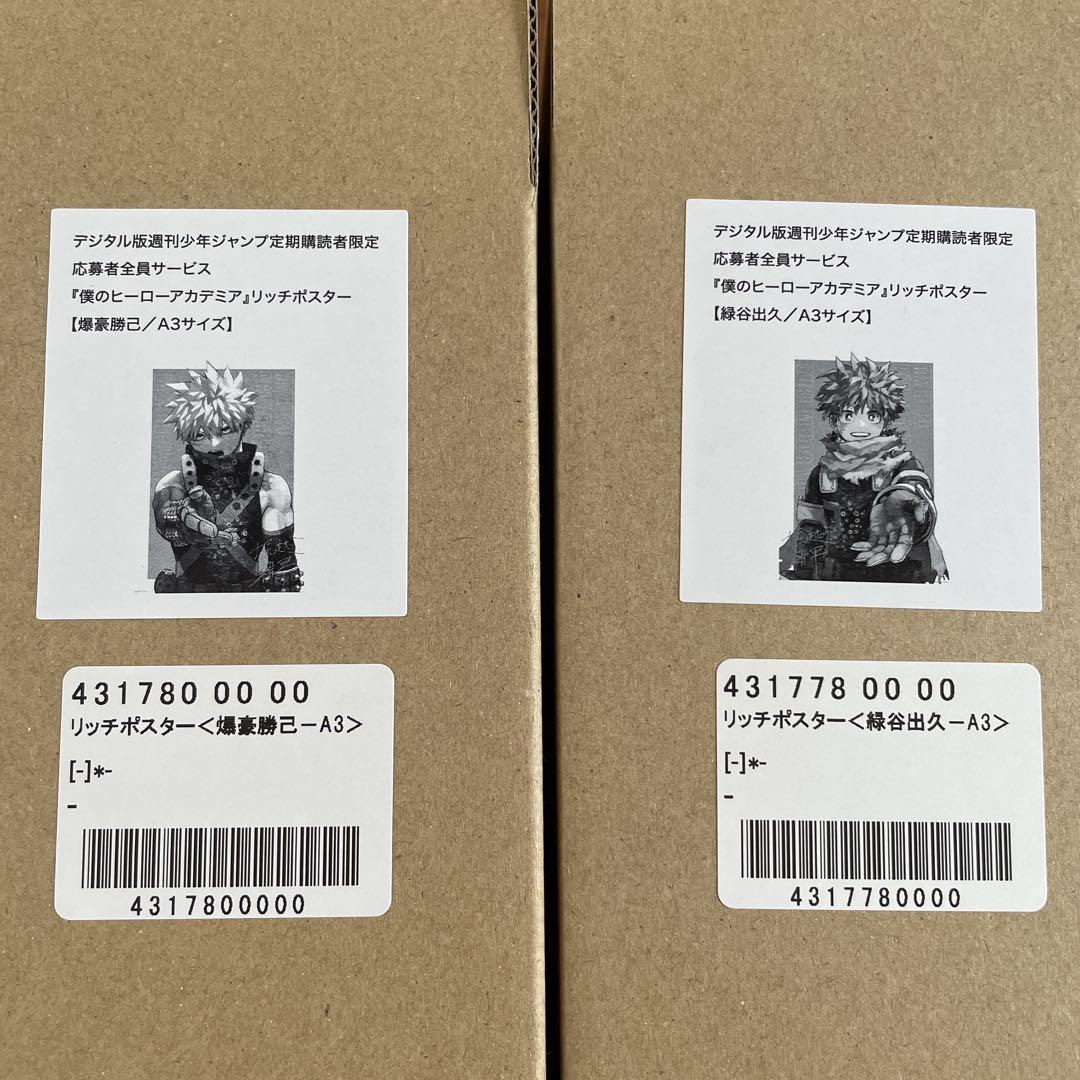 デジタル版週刊少年ジャンプ定期購読者限定
応募者全員サービス
『僕のヒーローアカデミア』リッチポスター
【爆豪勝己／A3サイズ】
431780 00 00
リッチポスター＜爆豪勝己－A3＞
[-]*-
-
4317800000
デジタル版週刊少年ジャンプ定期購読者限定
応募者全員サービス
『僕のヒーローアカデミア』リッチポスター
【緑谷出久／A3サイズ】
431778 00 00
リッチポスター＜緑谷出久－A3＞
[-]*-
-
4317780000